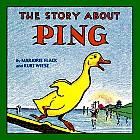 THE STORY ABOUT
PING
By MARJORIE FLACK
AND KURT WIESE